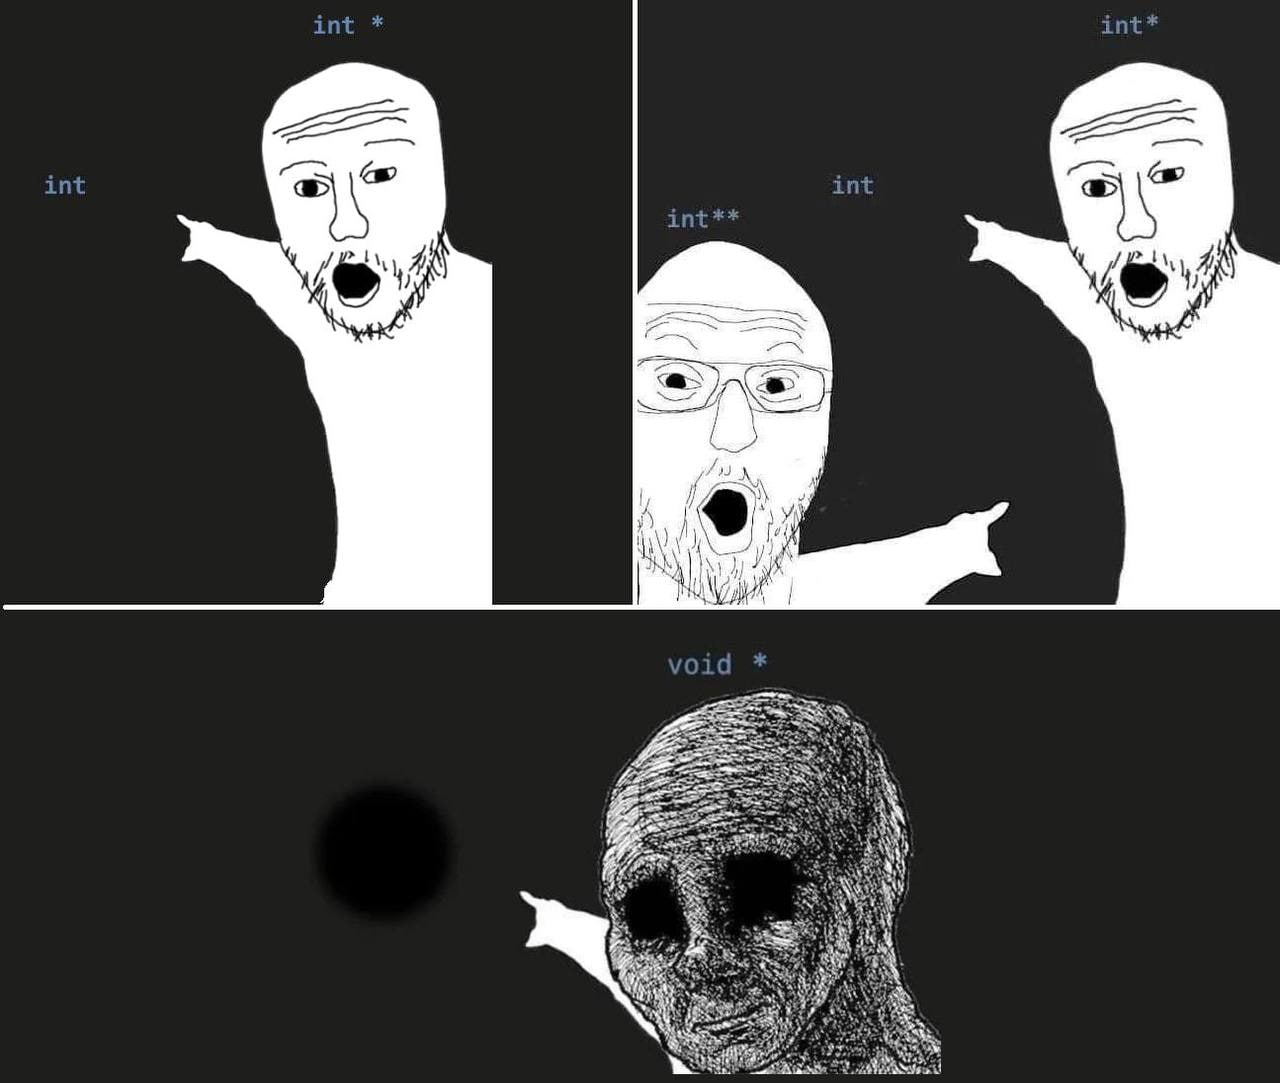 int *
int
int*
int
int**
void *